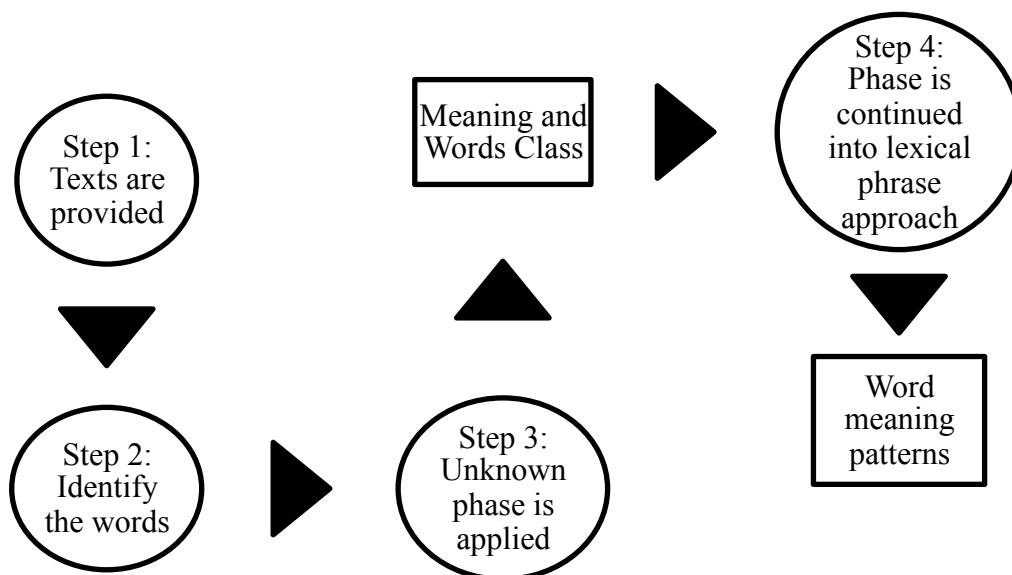 Step 1:
Texts are
provided
Step 2:
Identify
the words
Step 3:
Unknown
phase is
applied
Meaning and
Words Class
Step 4:
Phase is
continued
into lexical
phrase
approach
Word
meaning
patterns